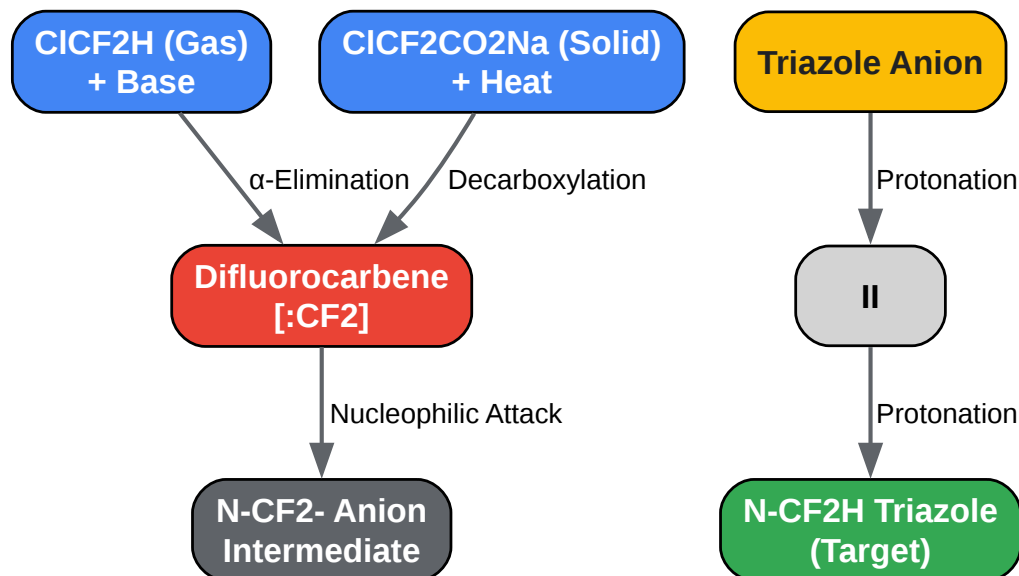 ClCF2H (Gas)
+ Base
ClCF2CO2Na (Solid)
+ Heat
Triazole Anion
α-Elimination
Decarboxylation
Protonation
Difluorocarbene
[:CF2]
II
Nucleophilic Attack
Protonation
N-CF2- Anion
Intermediate
N-CF2H Triazole
(Target)